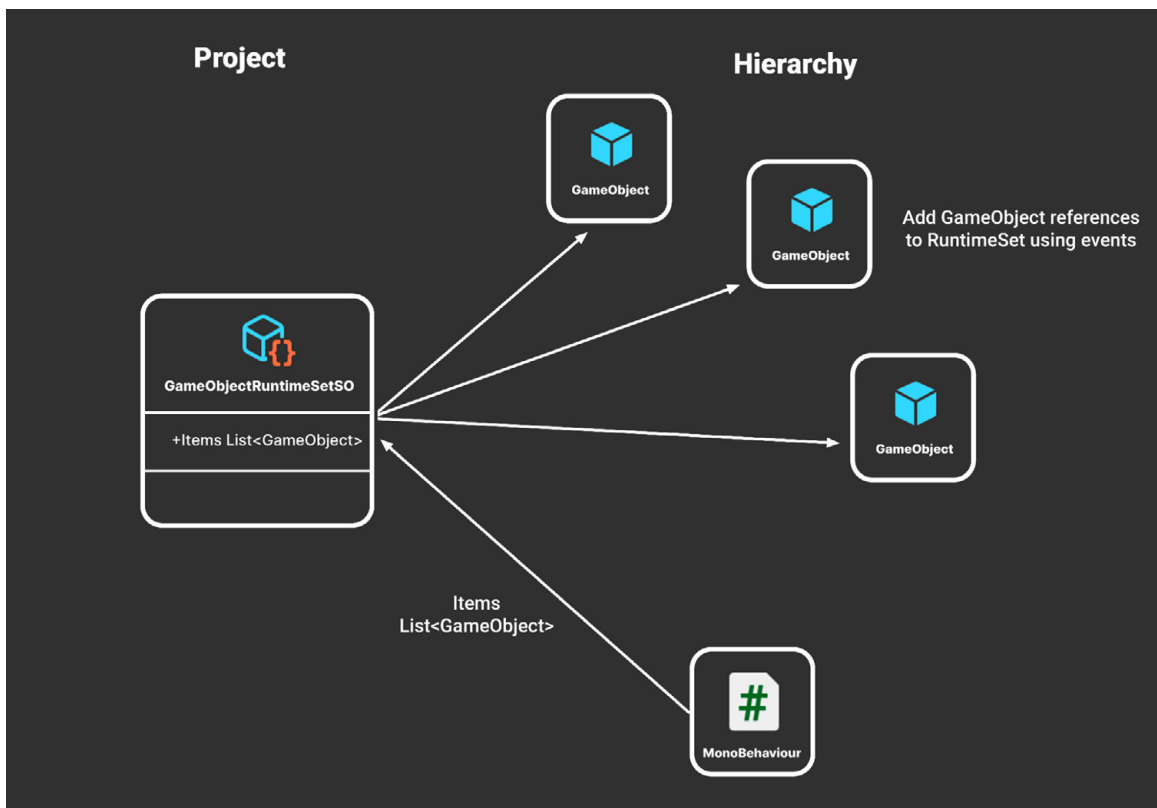 Project
Hierarchy
GameObject
GameObject
Add GameObject references
to RuntimeSet using events
GameObjectRuntimeSetSO
+Items List<GameObject>
GameObject
Items
List<GameObject>
#
MonoBehaviour